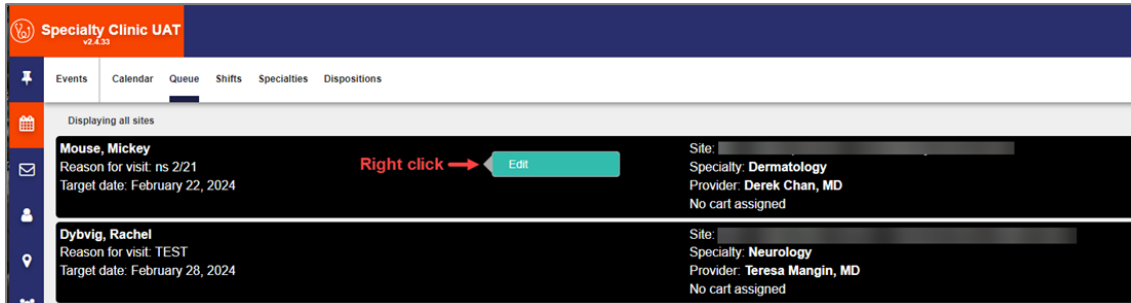 Specialty Clinic UAT
v2.4.33
Events Calendar Queue Shifts Specialties Dispositions
Displaying all sites
Mouse, Mickey
Reason for visit: ns 2/21
Target date: February 22, 2024
Right click
Edit
Site:
Specialty: Dermatology
Provider: Derek Chan, MD
No cart assigned
Dybvig, Rachel
Reason for visit: TEST
Target date: February 28, 2024
Site:
Specialty: Neurology
Provider: Teresa Mangin, MD
No cart assigned